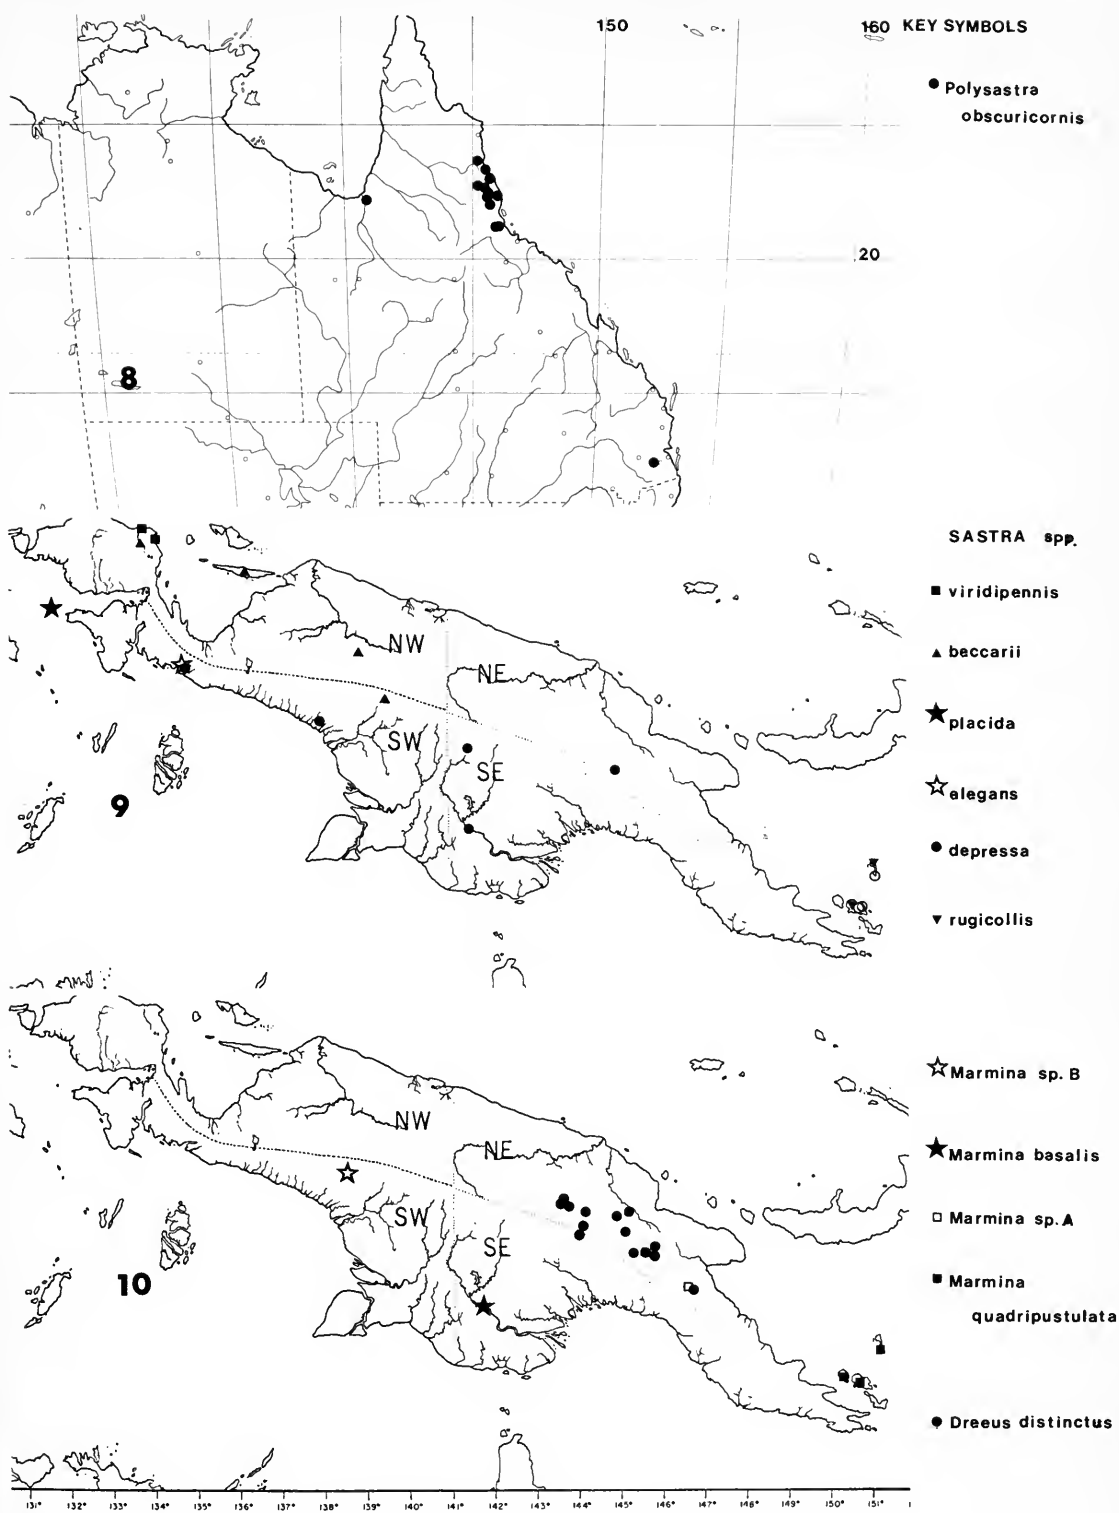 150
160 KEY SYMBOLS
Polysastra
obscuricornis
20
8
SASTRA spp.
viridipennis
beccarii
placida
elegans
depressa
rugicollis
NW
NE
SW
SE
9
Marmina sp. B
Marmina basalis
Marmina sp. A
Marmina
quadripustulata
Dreeus distinctus
NW
NE
SW
SE
10
131° 132° 133° 134° 135° 136° 137° 138° 139° 140° 141° 142° 143° 144° 145° 146° 147° 148° 149° 150° 151°